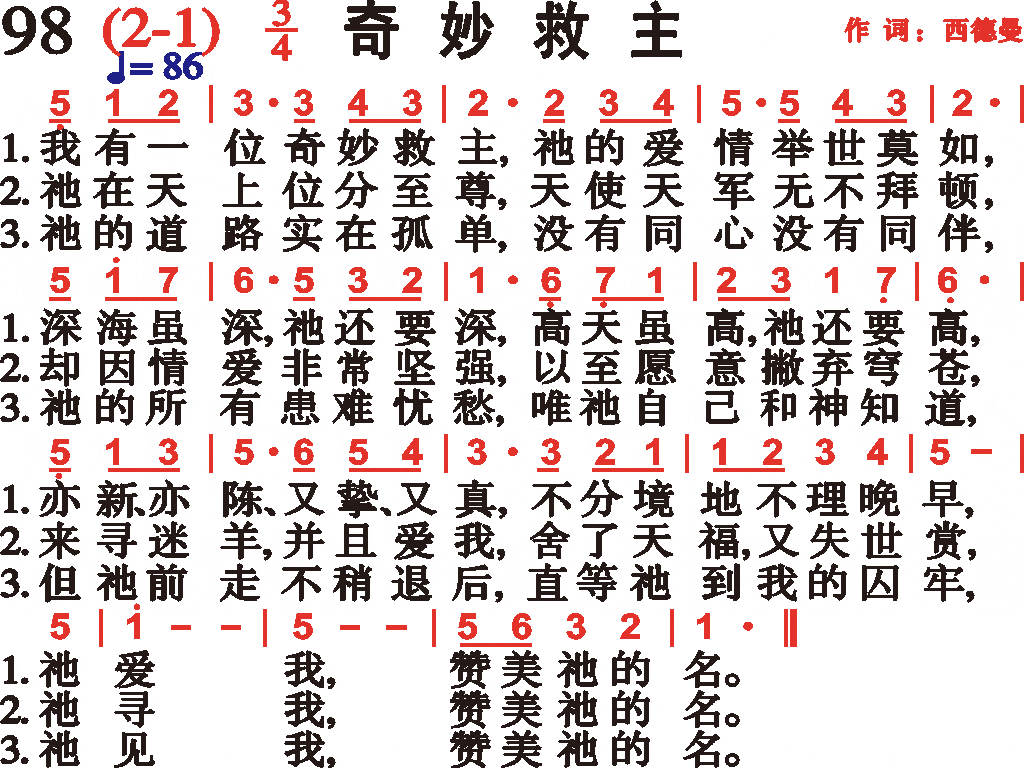 98 (2-1) 3/4 奇妙救主 作词：西德曼
♩= 86
5 1 2 | 3 · 3 4 3 | 2 · 2 3 4 | 5 · 5 4 3 | 2 · |
1. 我有一 位奇妙救 主, 祂的爱 情举世莫 如,
2. 祂在天 上位分至 尊, 天使天 军无不拜 顿,
3. 祂的道 路实在孤 单, 没有同 心没有同 伴,
5 1 7 | 6 · 5 3 2 | 1 · 6 7 1 | 2 3 1 7 | 6 · |
1. 深海虽 深, 祂还要 深, 高天虽 高, 祂还要 高,
2. 却因情 爱非常坚 强, 以至愿 意撇弃穹 苍,
3. 祂的所 有患难忧 愁, 唯祂自 己和神知 道,
5 1 3 | 5 · 6 5 4 | 3 · 3 2 1 | 1 2 3 4 | 5 – |
1. 亦新、亦 陈、又挚、又 真, 不分境 地不理晚 早,
2. 来寻迷 羊, 并且爱 我, 舍了天 福, 又失世 赏,
3. 但祂前 走不稍退 后, 直等祂 到我的囚 牢,
5 | 1 – – | 5 – – | 5 6 3 2 | 1 · ||
1. 祂 爱 我, 赞美祂的 名。
2. 祂 寻 我, 赞美祂的 名。
3. 祂 见 我, 赞美祂的 名。